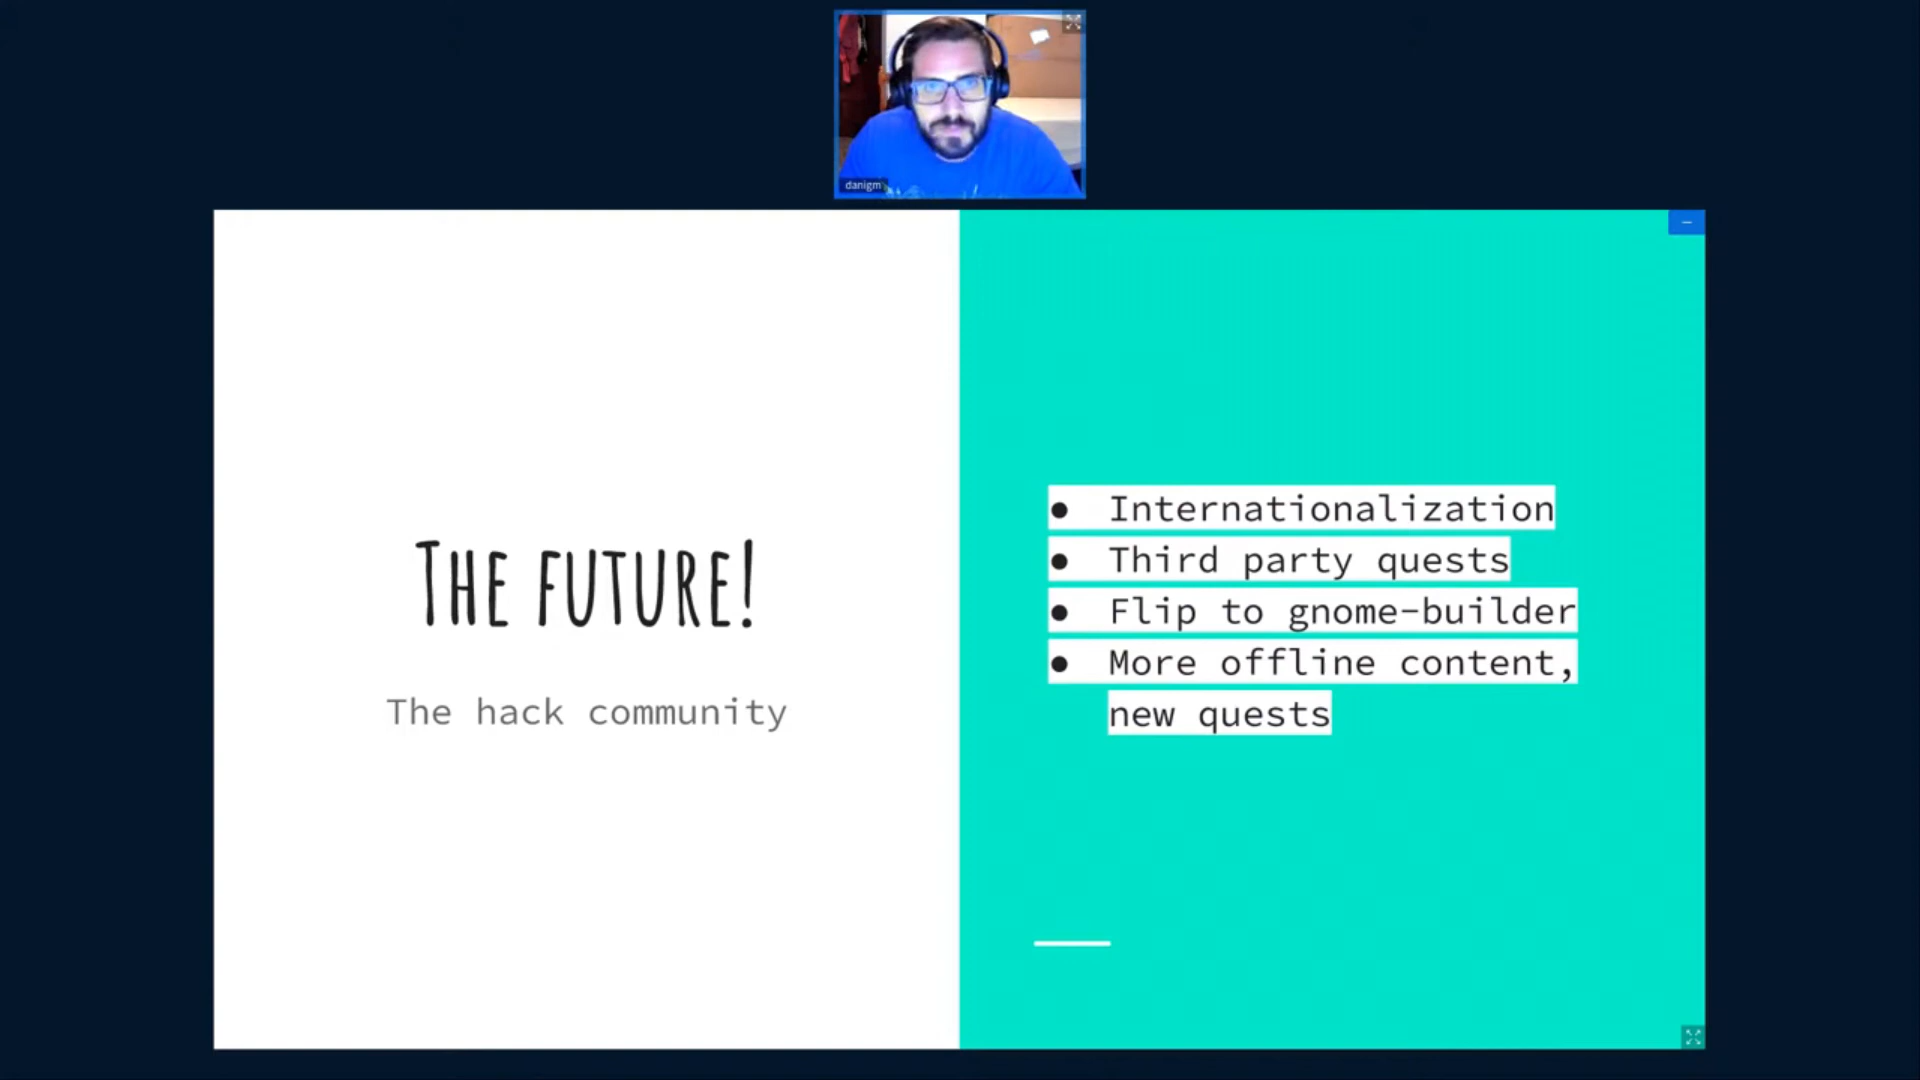 danigm
THE FUTURE!
The hack community
● Internationalization
● Third party quests
● Flip to gnome-builder
● More offline content,
new quests